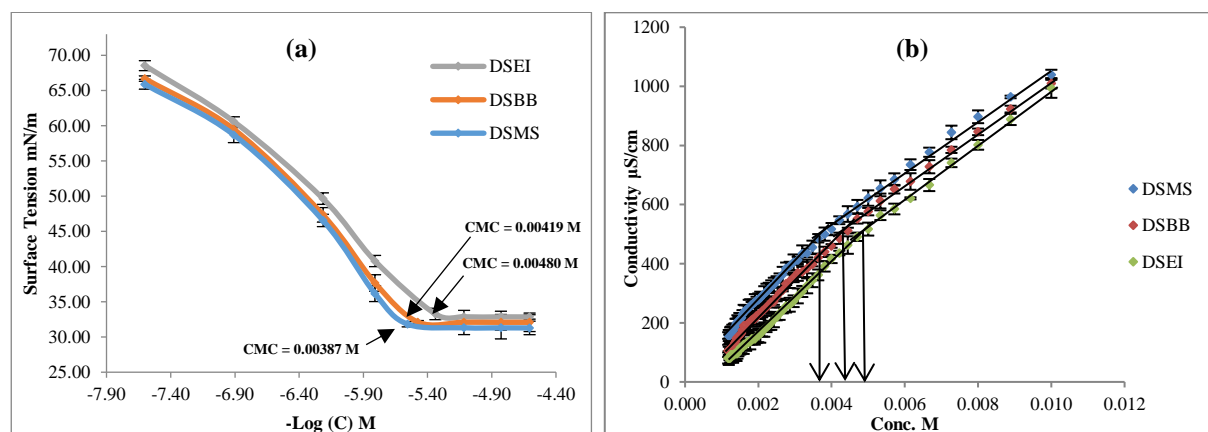 (a)
70.00
65.00
60.00
55.00
50.00
45.00
40.00
35.00
30.00
25.00
Surface Tension mN/m
DSEI
DSBB
DSMS
CMC = 0.00419 M
CMC = 0.00480 M
CMC = 0.00387 M
-7.90 -7.40 -6.90 -6.40 -5.90 -5.40 -4.90 -4.40
-Log (C) M
(b)
1200
1000
800
600
400
200
0
Conductivity µS/cm
DSMS
DSBB
DSEI
0.000 0.002 0.004 0.006 0.008 0.010 0.012
Conc. M